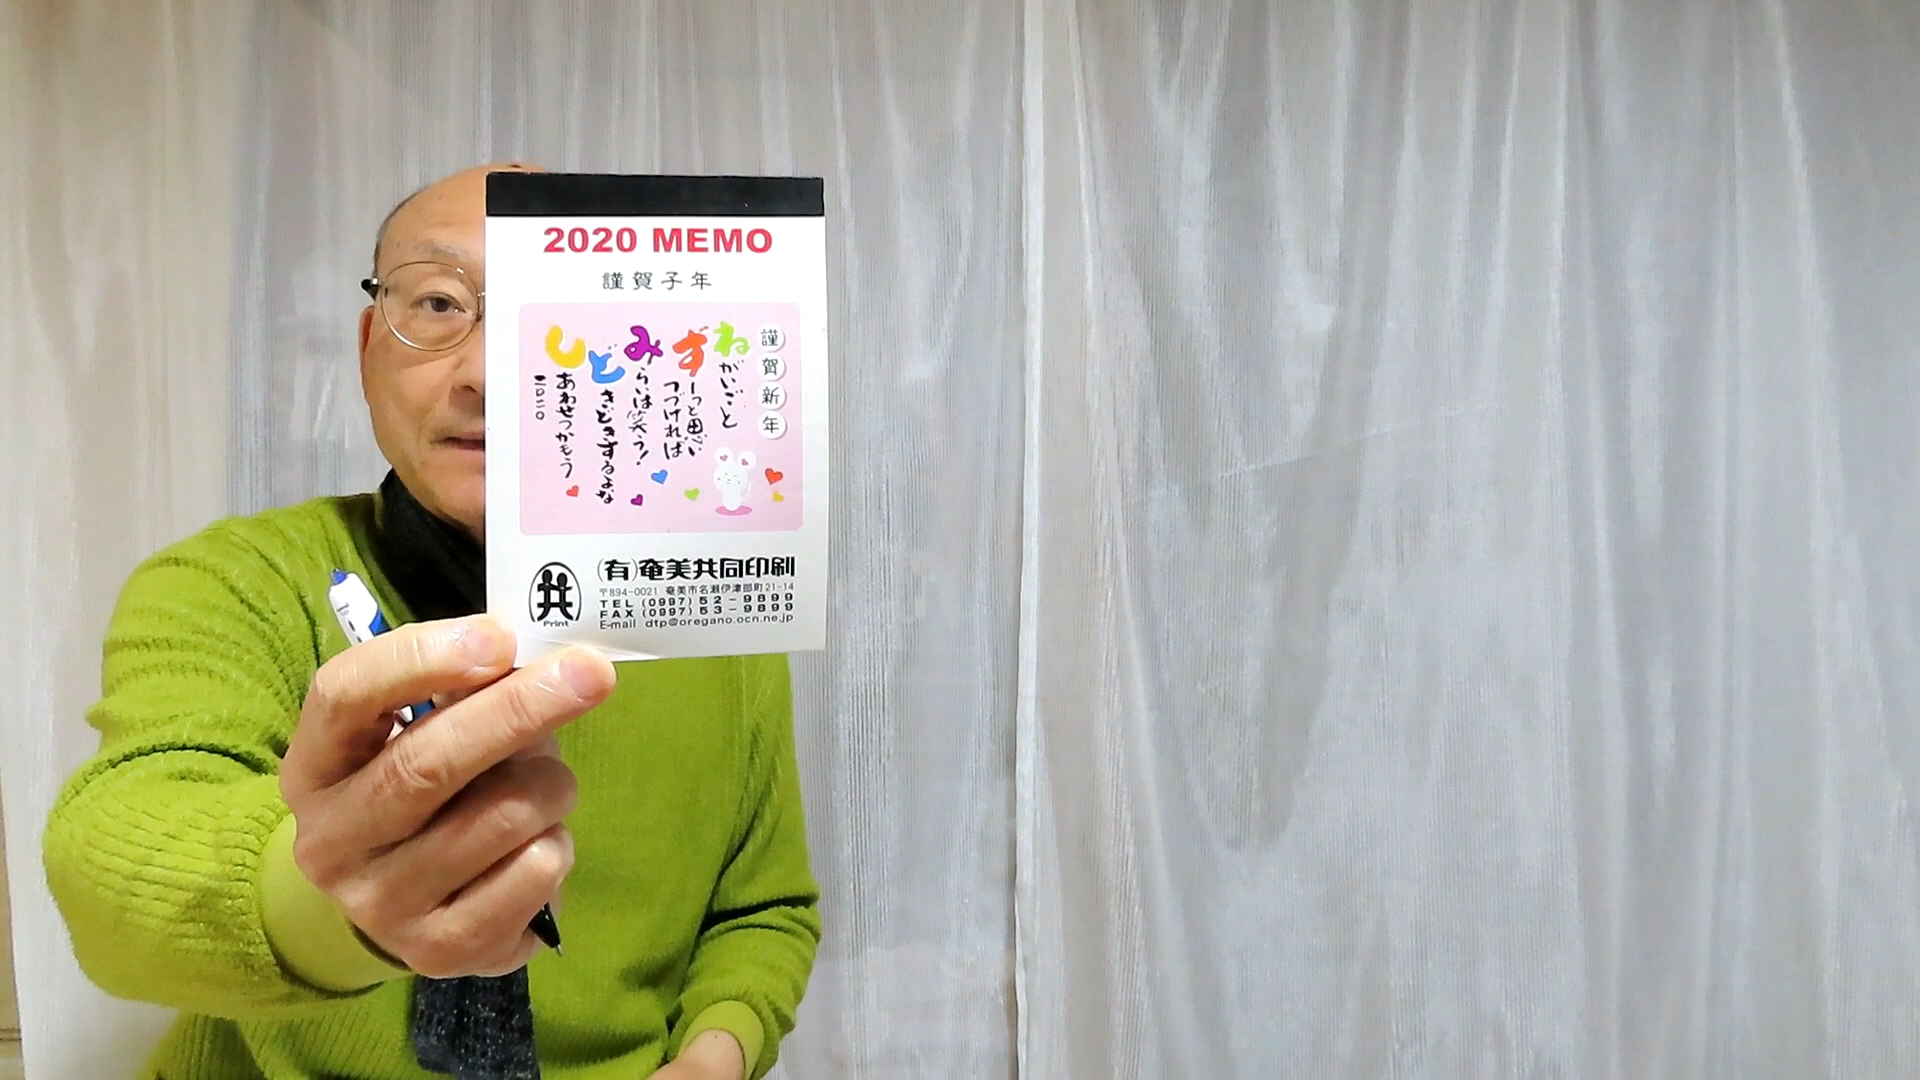 2020 MEMO
謹賀子年
謹賀新年
ねがいごと
ずーっと思い
つづければ
みらいは笑う!
どきどきするよな
しあわせつかもう
二〇二〇
共
Print
(有)奄美共同印刷
〒894-0021 奄美市名瀬伊津部町21-14
TEL (0997) 52-9899
FAX (0997) 53-9899
E-mail dtp@oregano.ocn.ne.jp